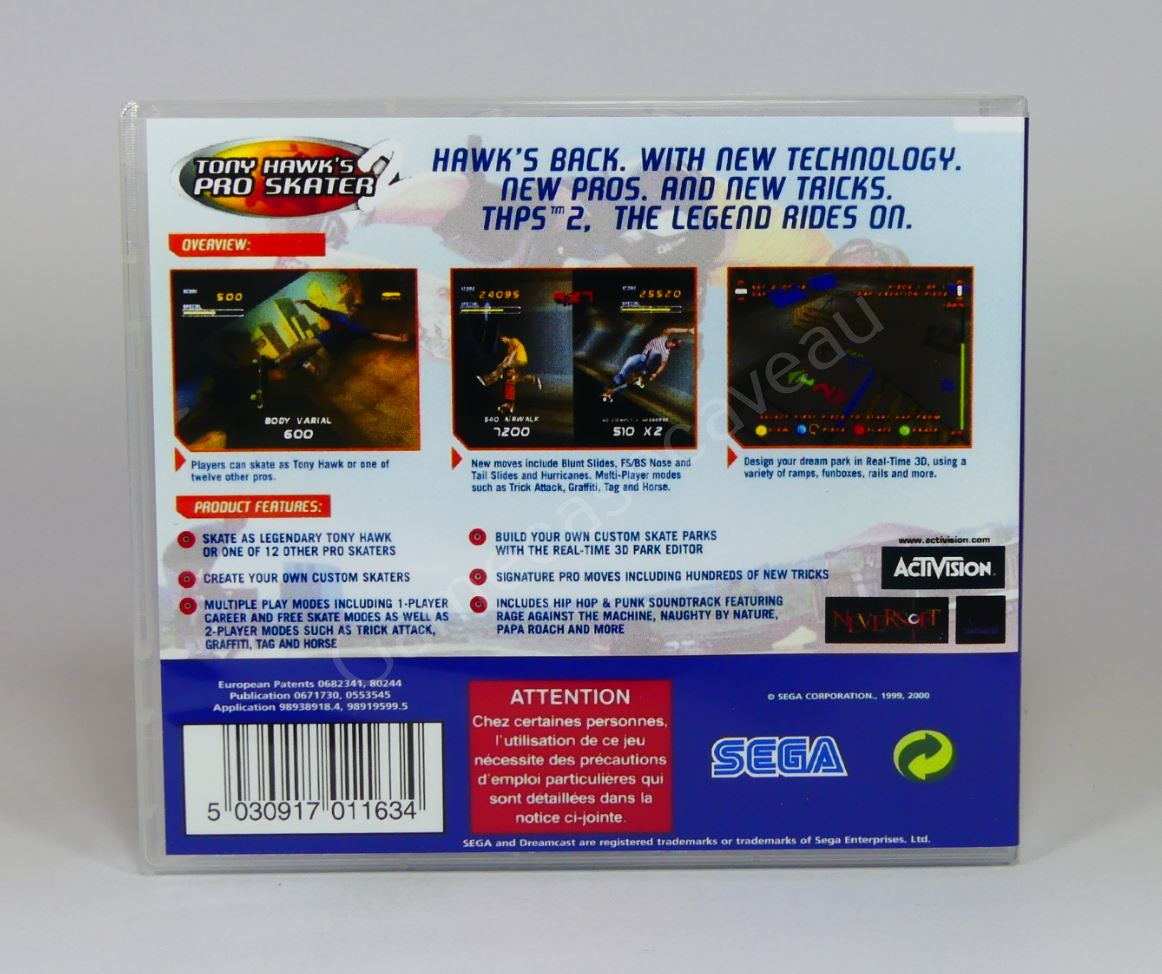 TONY HAWK'S
PRO SKATER 2
HAWK'S BACK. WITH NEW TECHNOLOGY.
NEW PROS. AND NEW TRICKS.
THPS™ 2, THE LEGEND RIDES ON.
OVERVIEW:
SCORE
500
SPECIAL
BODY VARIAL
600
SCORE
24095
SPECIAL
540 AIRWALK
7200
SCORE
25520
SPECIAL
510 X2
Players can skate as Tony Hawk or one of
twelve other pros.
New moves include Blunt Slides, FS/BS Nose and
Tail Slides and Hurricanes. Multi-Player modes
such as Trick Attack, Graffiti, Tag and Horse.
Design your dream park in Real-Time 3D, using a
variety of ramps, funboxes, rails and more.
PRODUCT FEATURES:
SKATE AS LEGENDARY TONY HAWK
OR ONE OF 12 OTHER PRO SKATERS
CREATE YOUR OWN CUSTOM SKATERS
MULTIPLE PLAY MODES INCLUDING 1-PLAYER
CAREER AND FREE SKATE MODES AS WELL AS
2-PLAYER MODES SUCH AS TRICK ATTACK,
GRAFFITI, TAG AND HORSE
BUILD YOUR OWN CUSTOM SKATE PARKS
WITH THE REAL-TIME 3D PARK EDITOR
SIGNATURE PRO MOVES INCLUDING HUNDREDS OF NEW TRICKS
INCLUDES HIP HOP & PUNK SOUNDTRACK FEATURING
RAGE AGAINST THE MACHINE, NAUGHTY BY NATURE,
PAPA ROACH AND MORE
www.activision.com
ACTIVISION
NEVERSOFT
European Patents 0682341, 80244
Publication 0671730, 0553545
Application 98938918.4, 98919599.5
5 030917 011634
ATTENTION
Chez certaines personnes,
l'utilisation de ce jeu
nécessite des précautions
d'emploi particulières qui
sont détaillées dans la
notice ci-jointe.
© SEGA CORPORATION., 1999, 2000
SEGA
SEGA and Dreamcast are registered trademarks or trademarks of Sega Enterprises, Ltd.